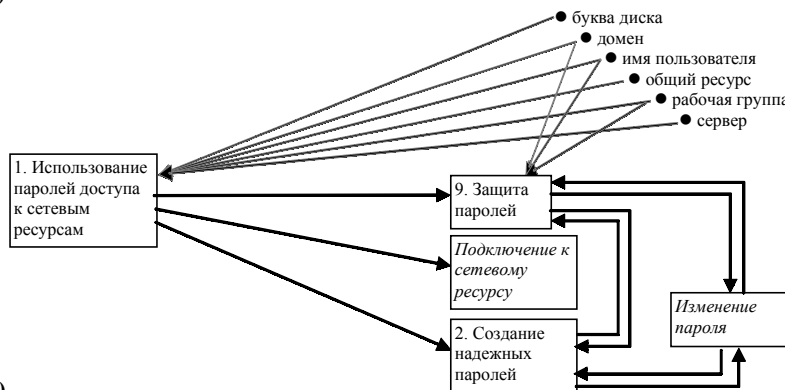 ● буква диска
● домен
● имя пользователя
● общий ресурс
● рабочая группа
● сервер
1. Использование
паролей доступа
к сетевым
ресурсам
9. Защита
паролей
Подключение к
сетевому
ресурсу
Изменение
пароля
2. Создание
надежных
паролей